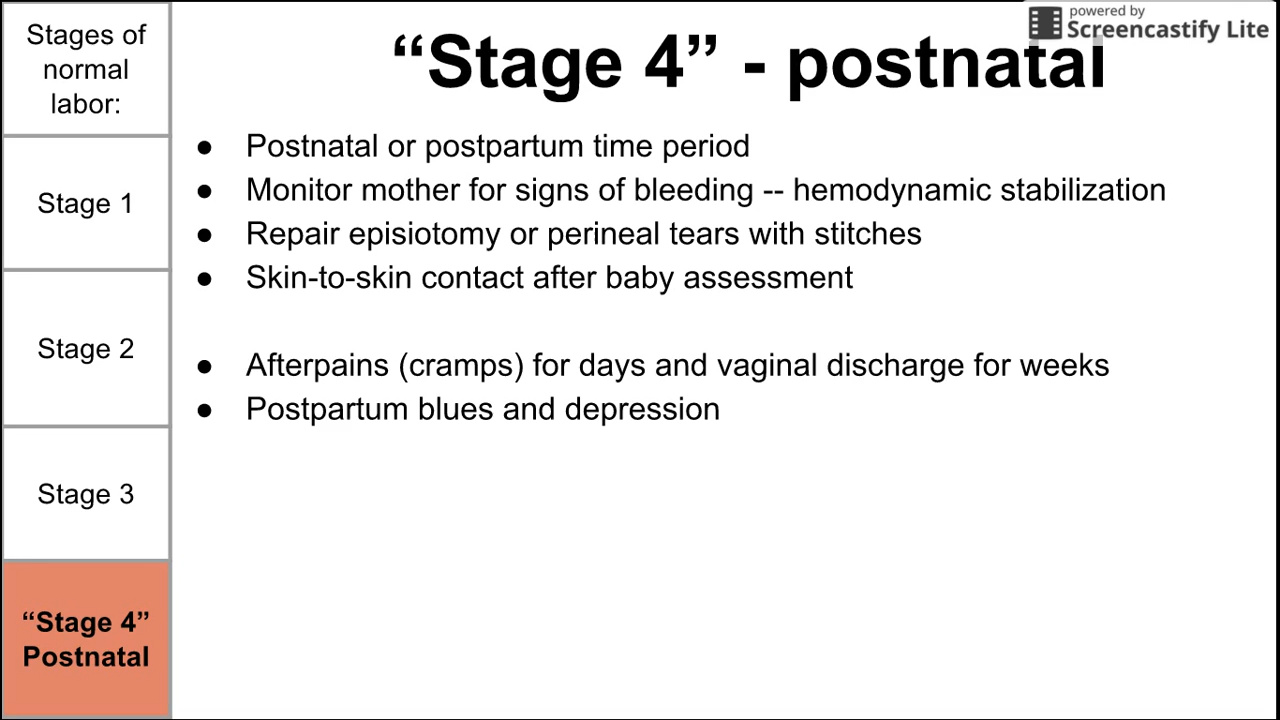 powered by
Screencastify Lite
Stages of
normal
labor:
Stage 1
Stage 2
Stage 3
“Stage 4”
Postnatal
“Stage 4” - postnatal
● Postnatal or postpartum time period
● Monitor mother for signs of bleeding -- hemodynamic stabilization
● Repair episiotomy or perineal tears with stitches
● Skin-to-skin contact after baby assessment
● Afterpains (cramps) for days and vaginal discharge for weeks
● Postpartum blues and depression